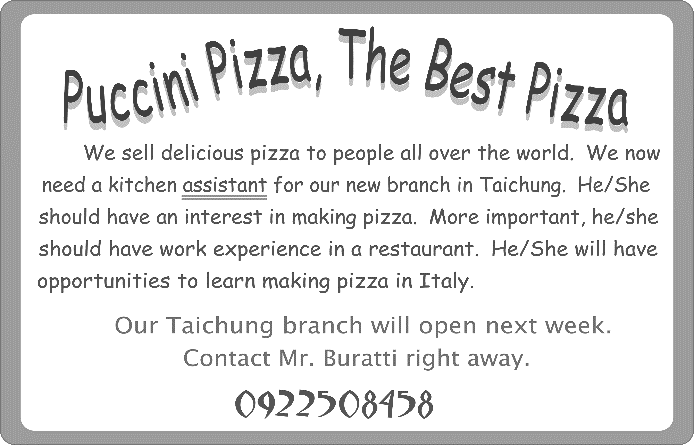 Puccini Pizza, The Best Pizza
We sell delicious pizza to people all over the world. We now
need a kitchen assistant for our new branch in Taichung. He/She
should have an interest in making pizza. More important, he/she
should have work experience in a restaurant. He/She will have
opportunities to learn making pizza in Italy.
Our Taichung branch will open next week.
Contact Mr. Buratti right away.
0922508458